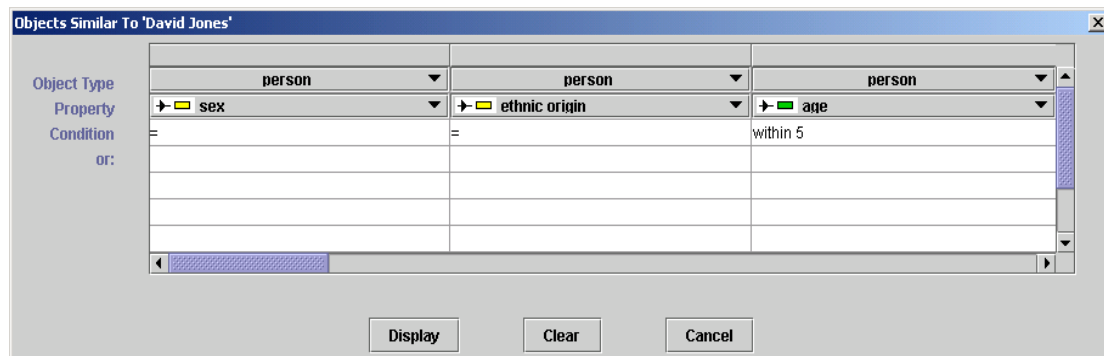 Objects Similar To 'David Jones'
Object Type person person person
Property sex ethnic origin age
Condition = = within 5
or:
Display Clear Cancel